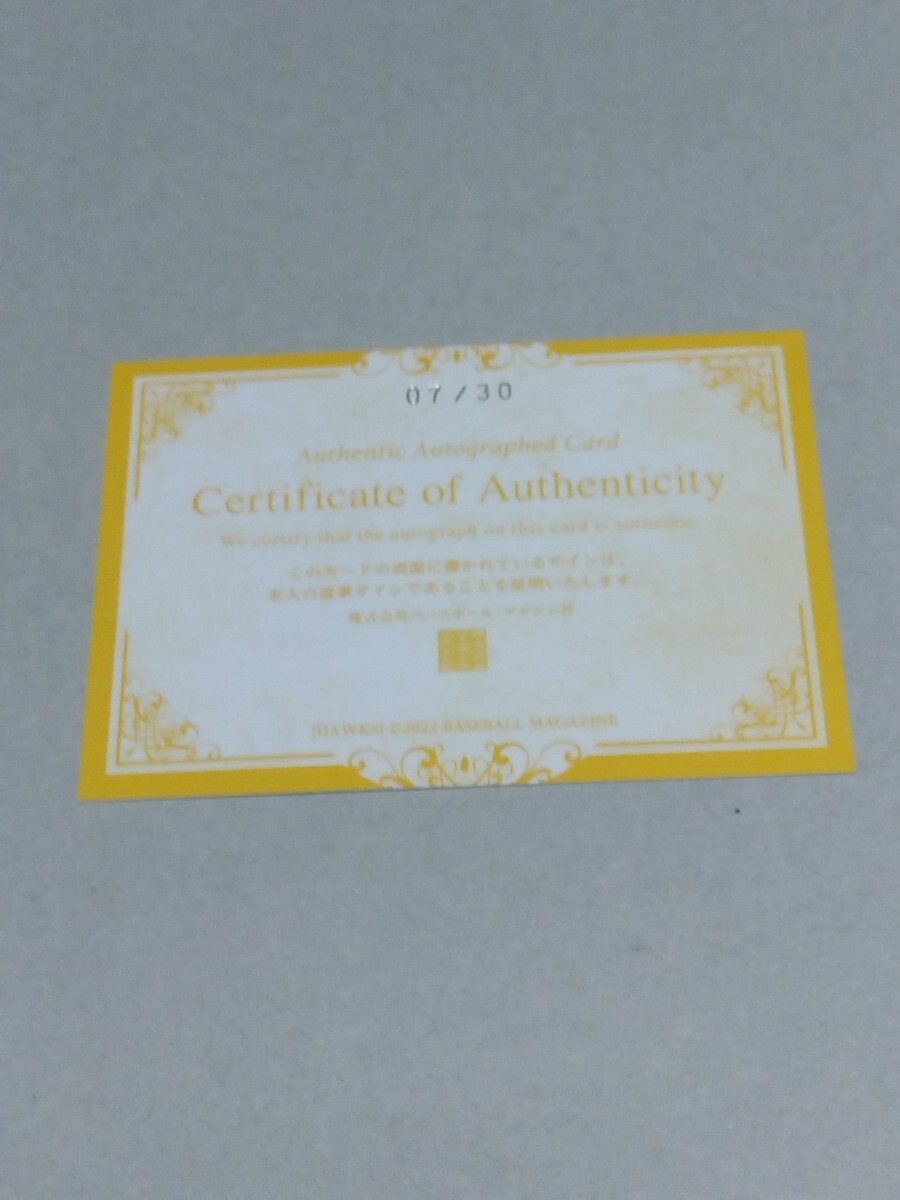 07/30
Authentic Autographed Card
Certificate of Authenticity
We certify that the autograph on this card is authentic.
このカードの表面に書かれているサインは、
本人の直筆サインであることを証明いたします。
株式会社ベースボール・マガジン社
©2022 BASEBALL MAGAZINE